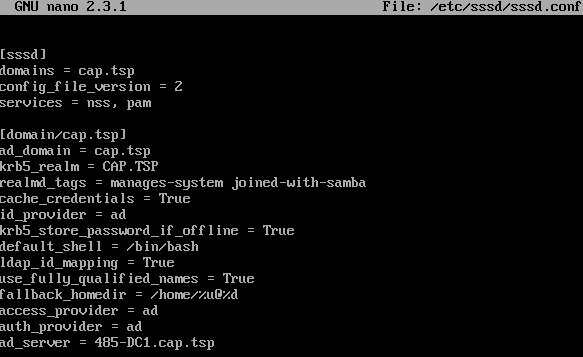 GNU nano 2.3.1 File: /etc/sssd/sssd.conf
[sssd]
domains = cap.tsp
config_file_version = 2
services = nss, pam
[domain/cap.tsp]
ad_domain = cap.tsp
krb5_realm = CAP.TSP
realmd_tags = manages-system joined-with-samba
cache_credentials = True
id_provider = ad
krb5_store_password_if_offline = True
default_shell = /bin/bash
ldap_id_mapping = True
use_fully_qualified_names = True
fallback_homedir = /home/%u@%d
access_provider = ad
auth_provider = ad
ad_server = 485-DC1.cap.tsp